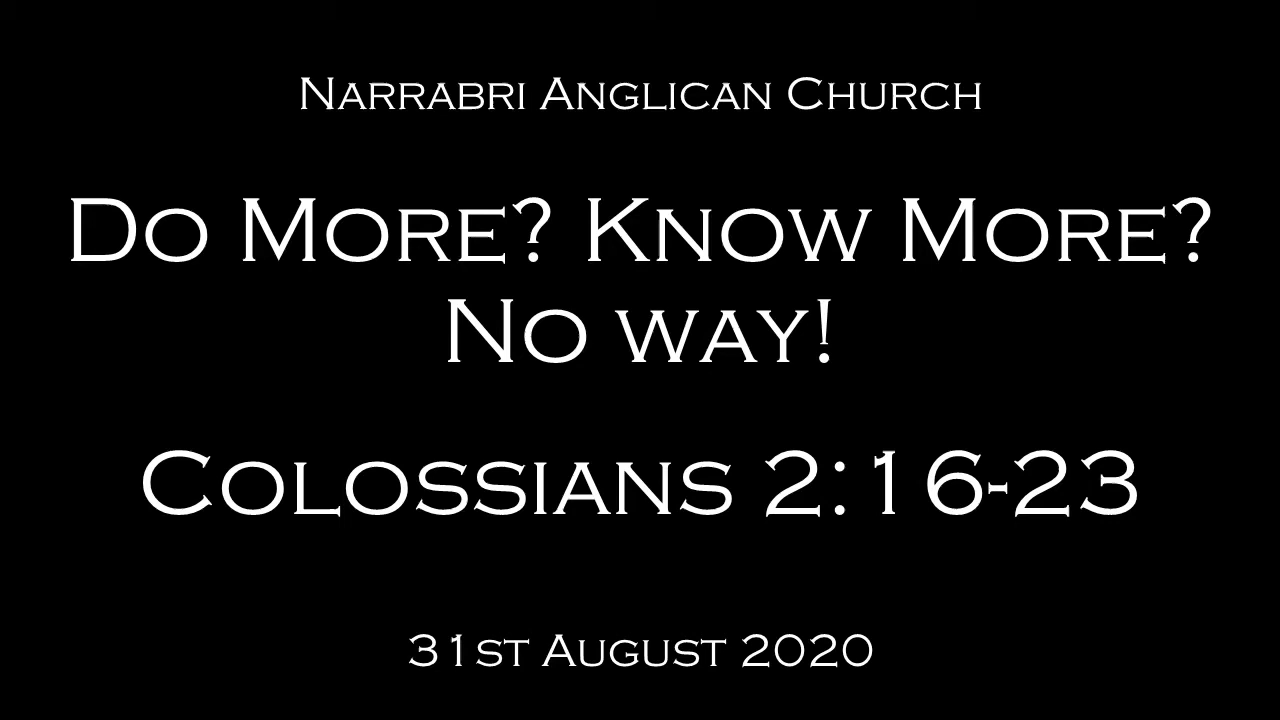 Narrabri Anglican Church
Do More? Know More?
No way!
Colossians 2:16-23
31st August 2020